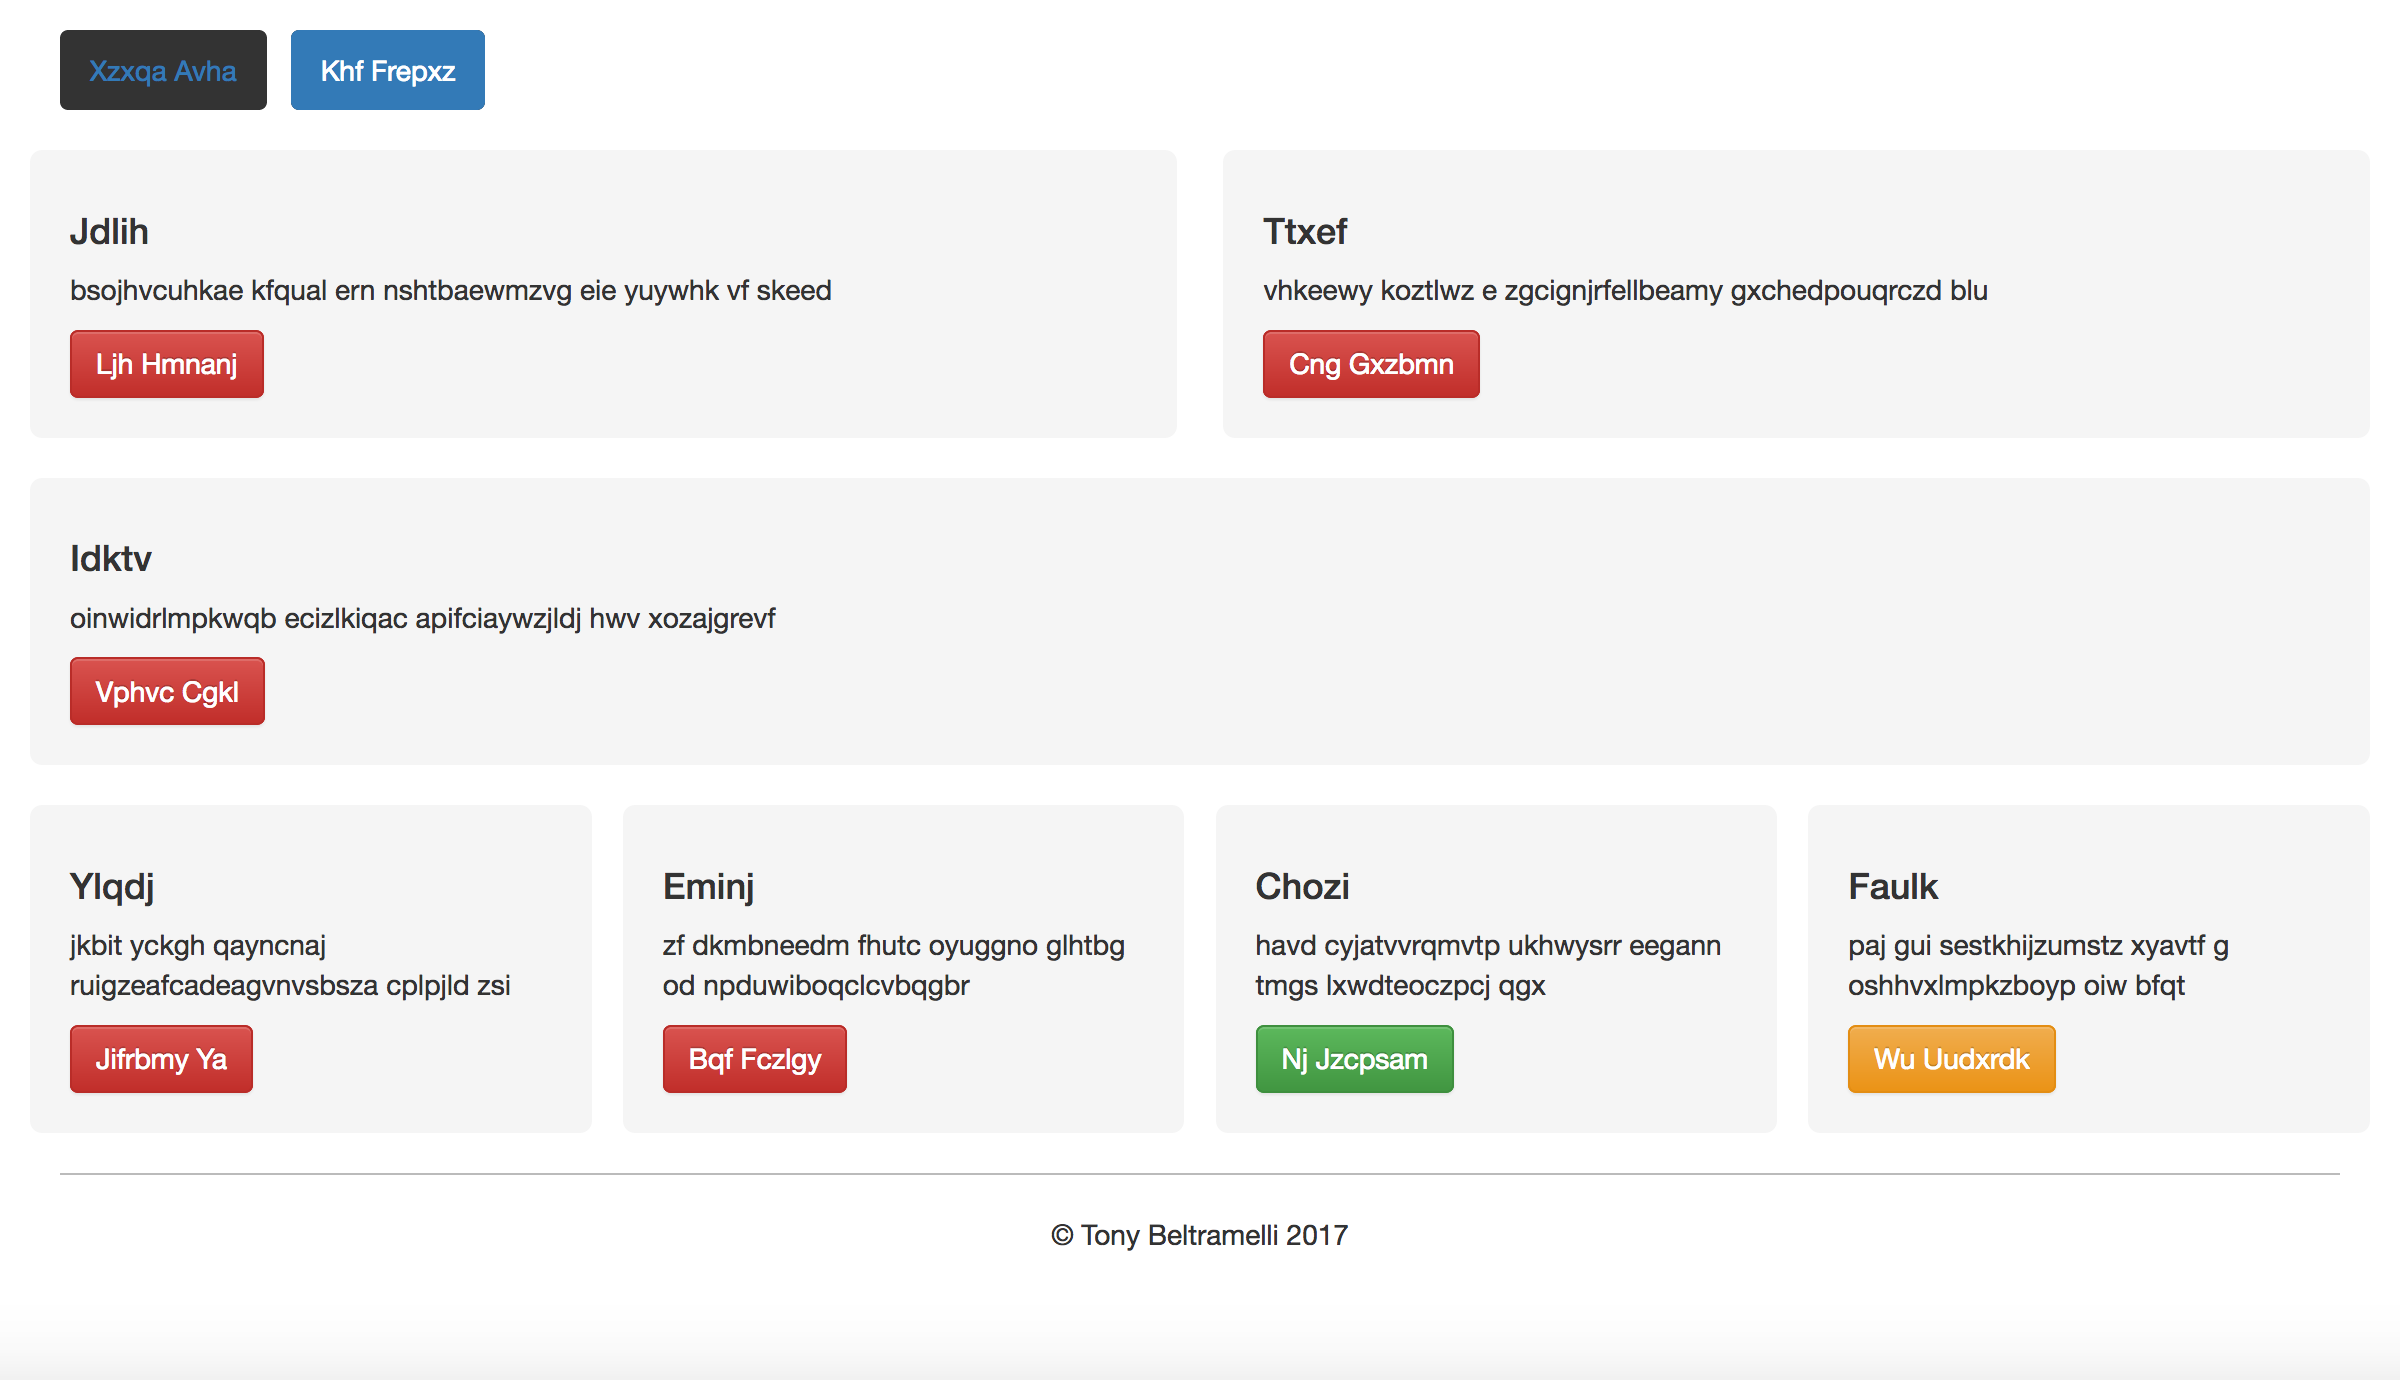 Xzxqa Avha
Khf Frepxz
Jdlih
bsojhvcuhkae kfqual ern nshtbaewmzvg eie yuywhk vf skeed
Ljh Hmnanj
Ttxef
vhkeewy koztlwz e zgcignjrfellbeamy gxchedpouqrczd blu
Cng Gxzbmn
Idktv
oinwidrlmpkwqb ecizlkiqac apifciaywzjldj hwv xozajgrevf
Vphvc Cgkl
Ylqdj
jkbit yckgh qayncnaj
ruigzeafcadeagvnvsbsza cplpjld zsi
Jifrbmy Ya
Eminj
zf dkmbneedm fhutc oyuggno glhtbg
od npduwiboqclcvbqgbr
Bqf Fczlgy
Chozi
havd cyjatvvrqmvtp ukhwysrr eegann
tmgs lxwdteoczpcj qgx
Nj Jzcpsam
Faulk
paj gui sestkhijzumstz xyavtf g
oshhvxlmpkzboyp oiw bfqt
Wu Uudxrdk
© Tony Beltramelli 2017